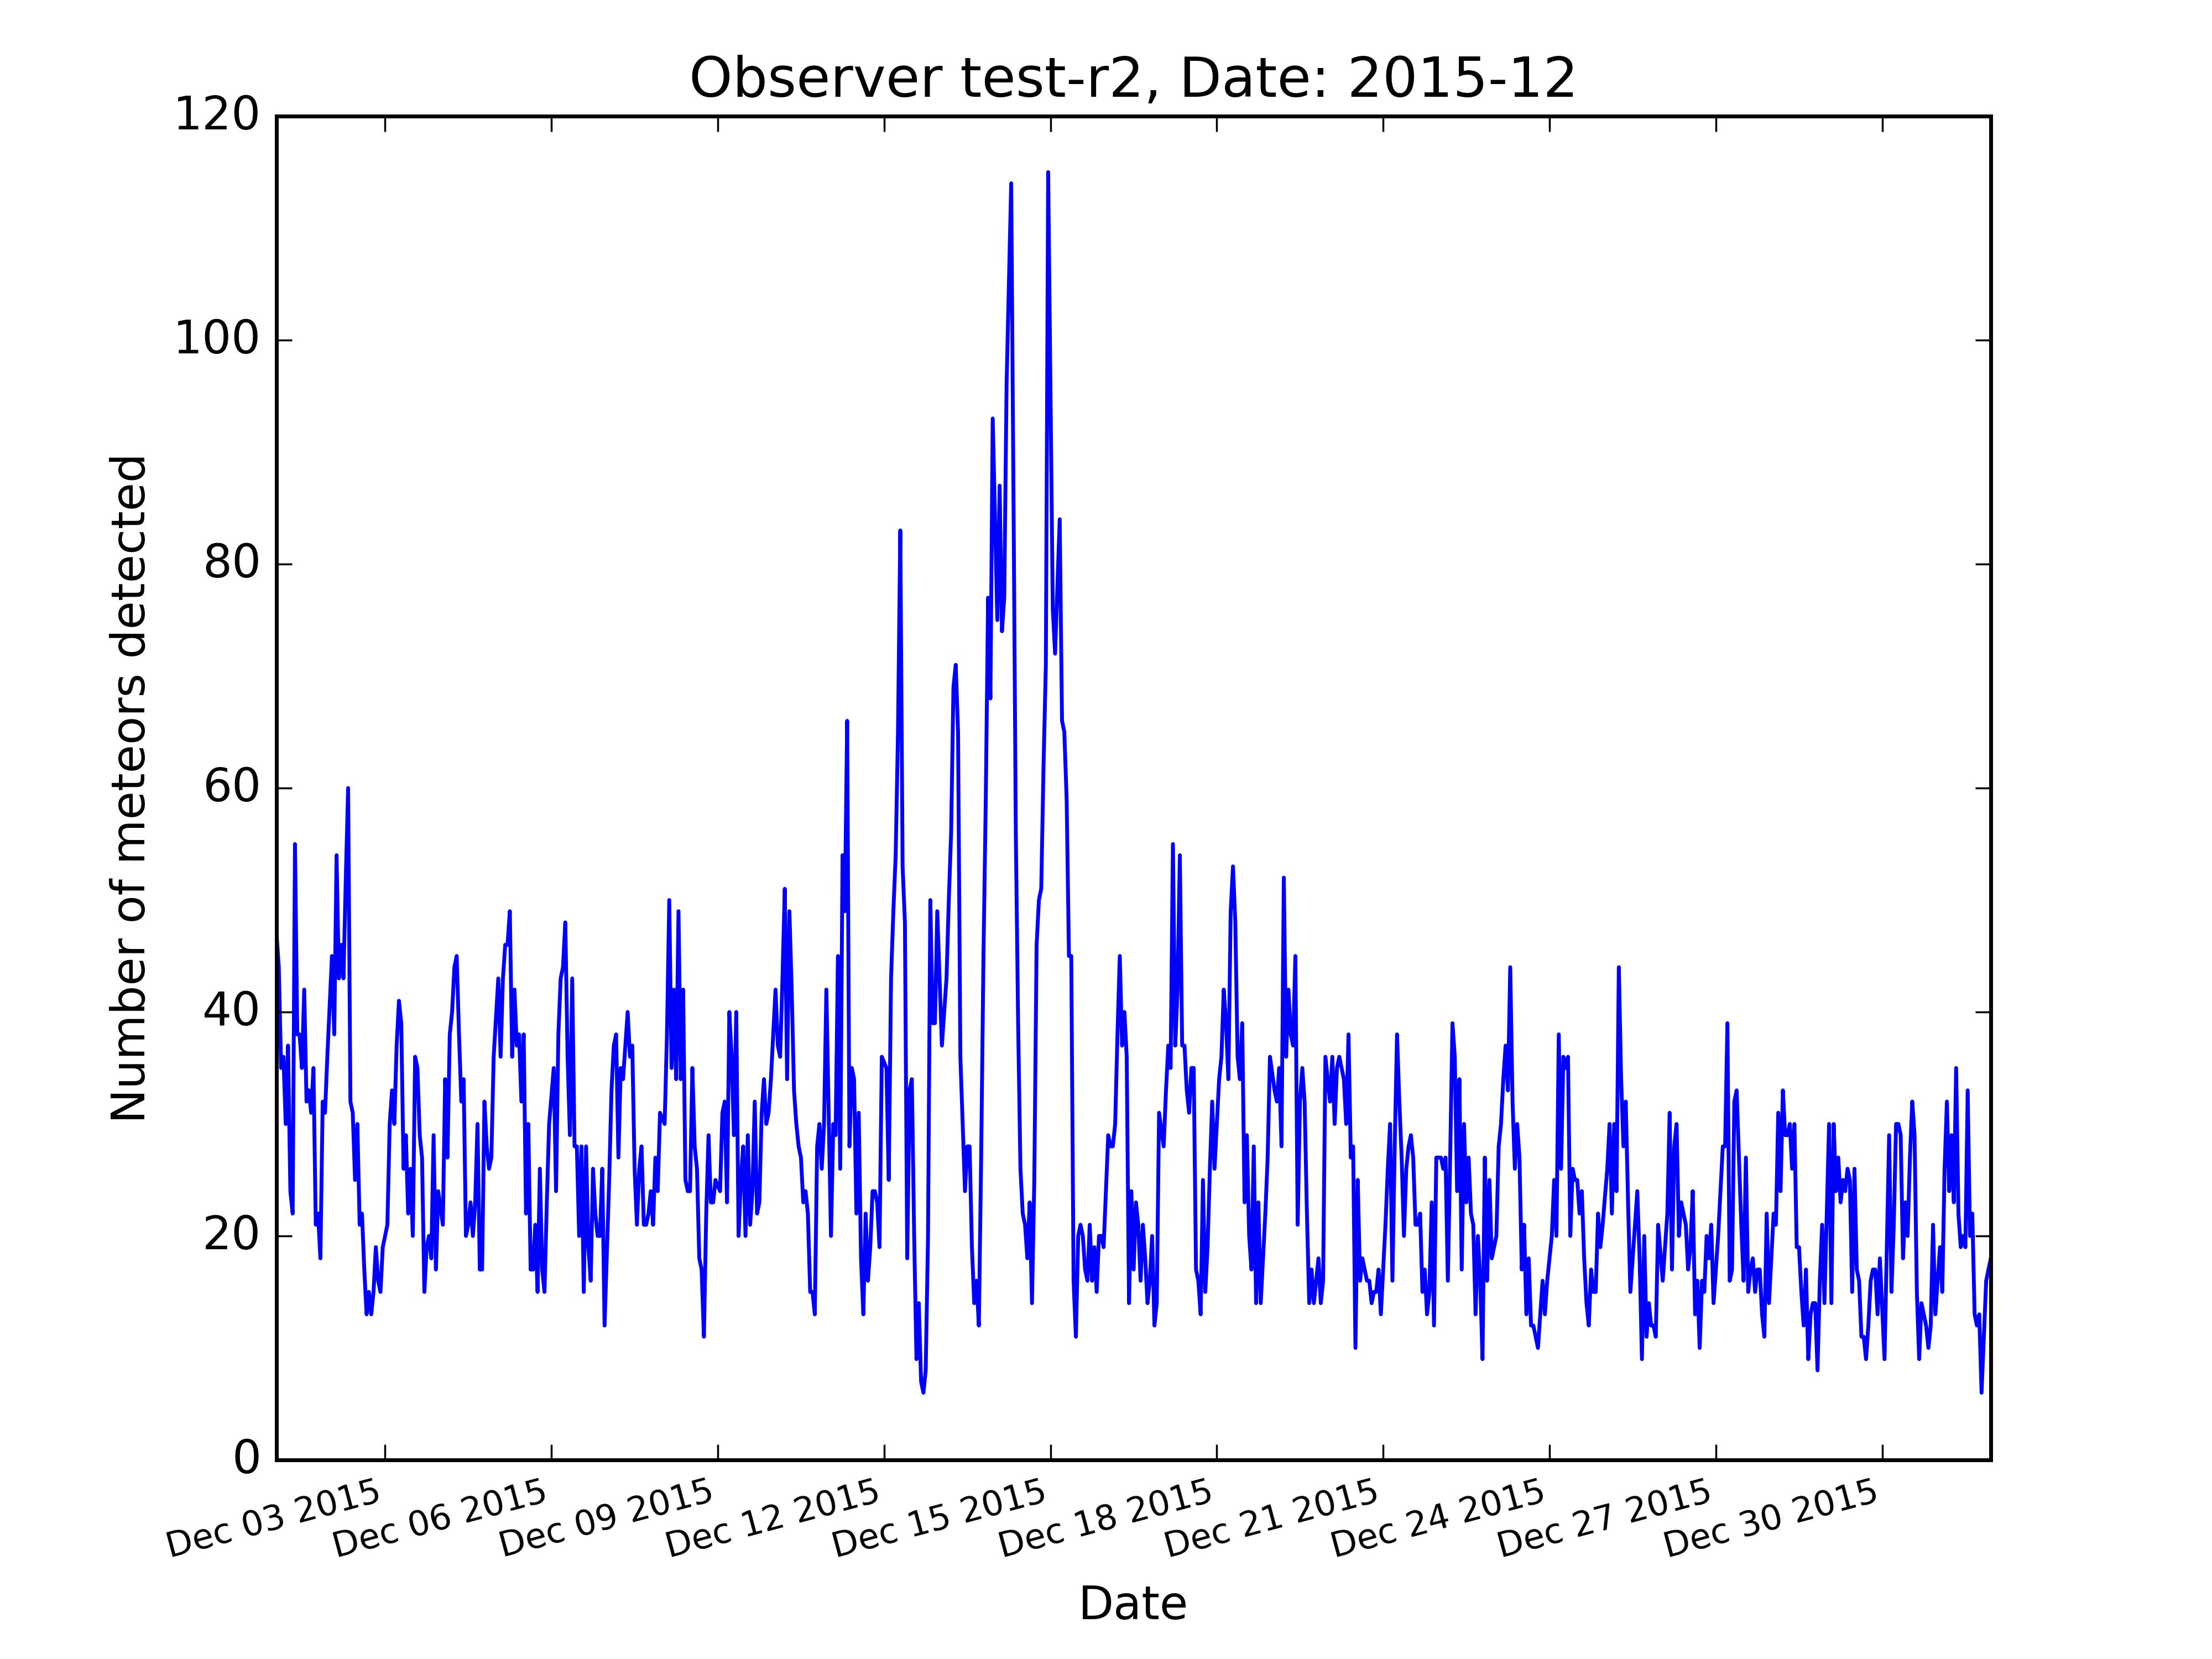 Observer test-r2, Date: 2015-12
120
100
80
60
40
20
0
Number of meteors detected
Dec 03 2015
Dec 06 2015
Dec 09 2015
Dec 12 2015
Dec 15 2015
Dec 18 2015
Dec 21 2015
Dec 24 2015
Dec 27 2015
Dec 30 2015
Date